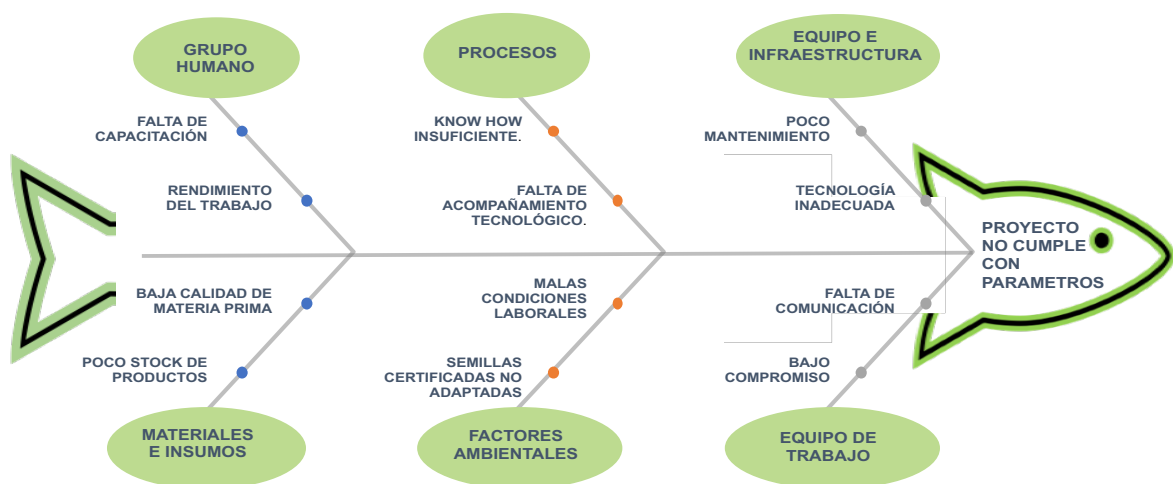 GRUPO
HUMANO
PROCESOS
EQUIPO E
INFRAESTRUCTURA
FALTA DE
CAPACITACIÓN
KNOW HOW
INSUFICIENTE.
POCO
MANTENIMIENTO
RENDIMIENTO
DEL TRABAJO
FALTA DE
ACOMPAÑAMIENTO
TECNOLÓGICO.
TECNOLOGÍA
INADECUADA
PROYECTO
NO CUMPLE
CON
PARAMETROS
BAJA CALIDAD DE
MATERIA PRIMA
MALAS
CONDICIONES
LABORALES
FALTA DE
COMUNICACIÓN
POCO STOCK DE
PRODUCTOS
SEMILLAS
CERTIFICADAS NO
ADAPTADAS
BAJO
COMPROMISO
MATERIALES
E INSUMOS
FACTORES
AMBIENTALES
EQUIPO DE
TRABAJO